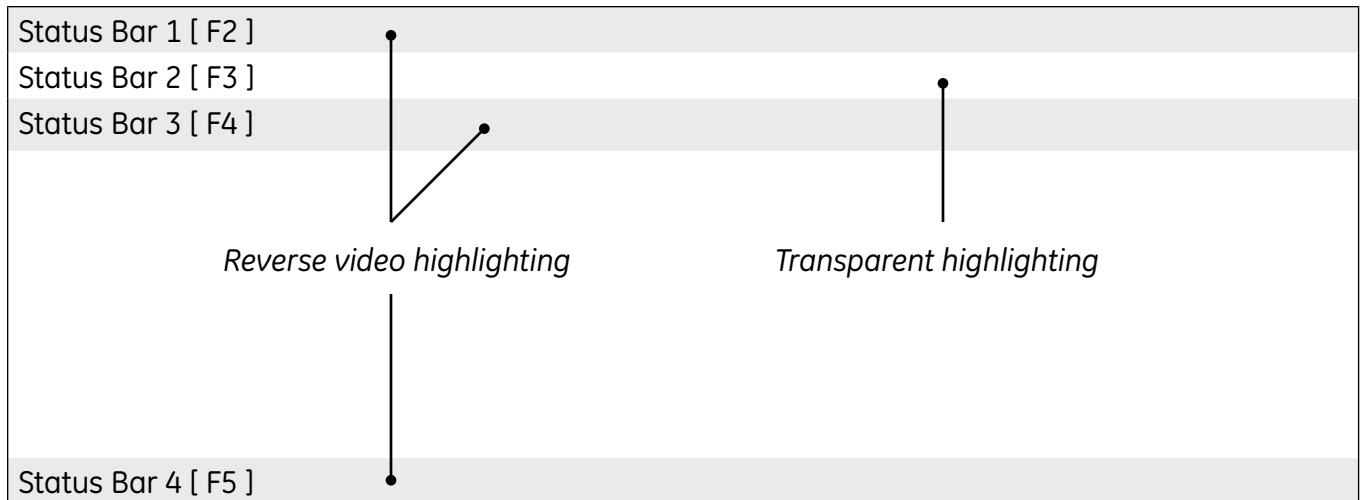 Status Bar 1 [ F2 ]
Status Bar 2 [ F3 ]
Status Bar 3 [ F4 ]
Reverse video highlighting
Transparent highlighting
Status Bar 4 [ F5 ]